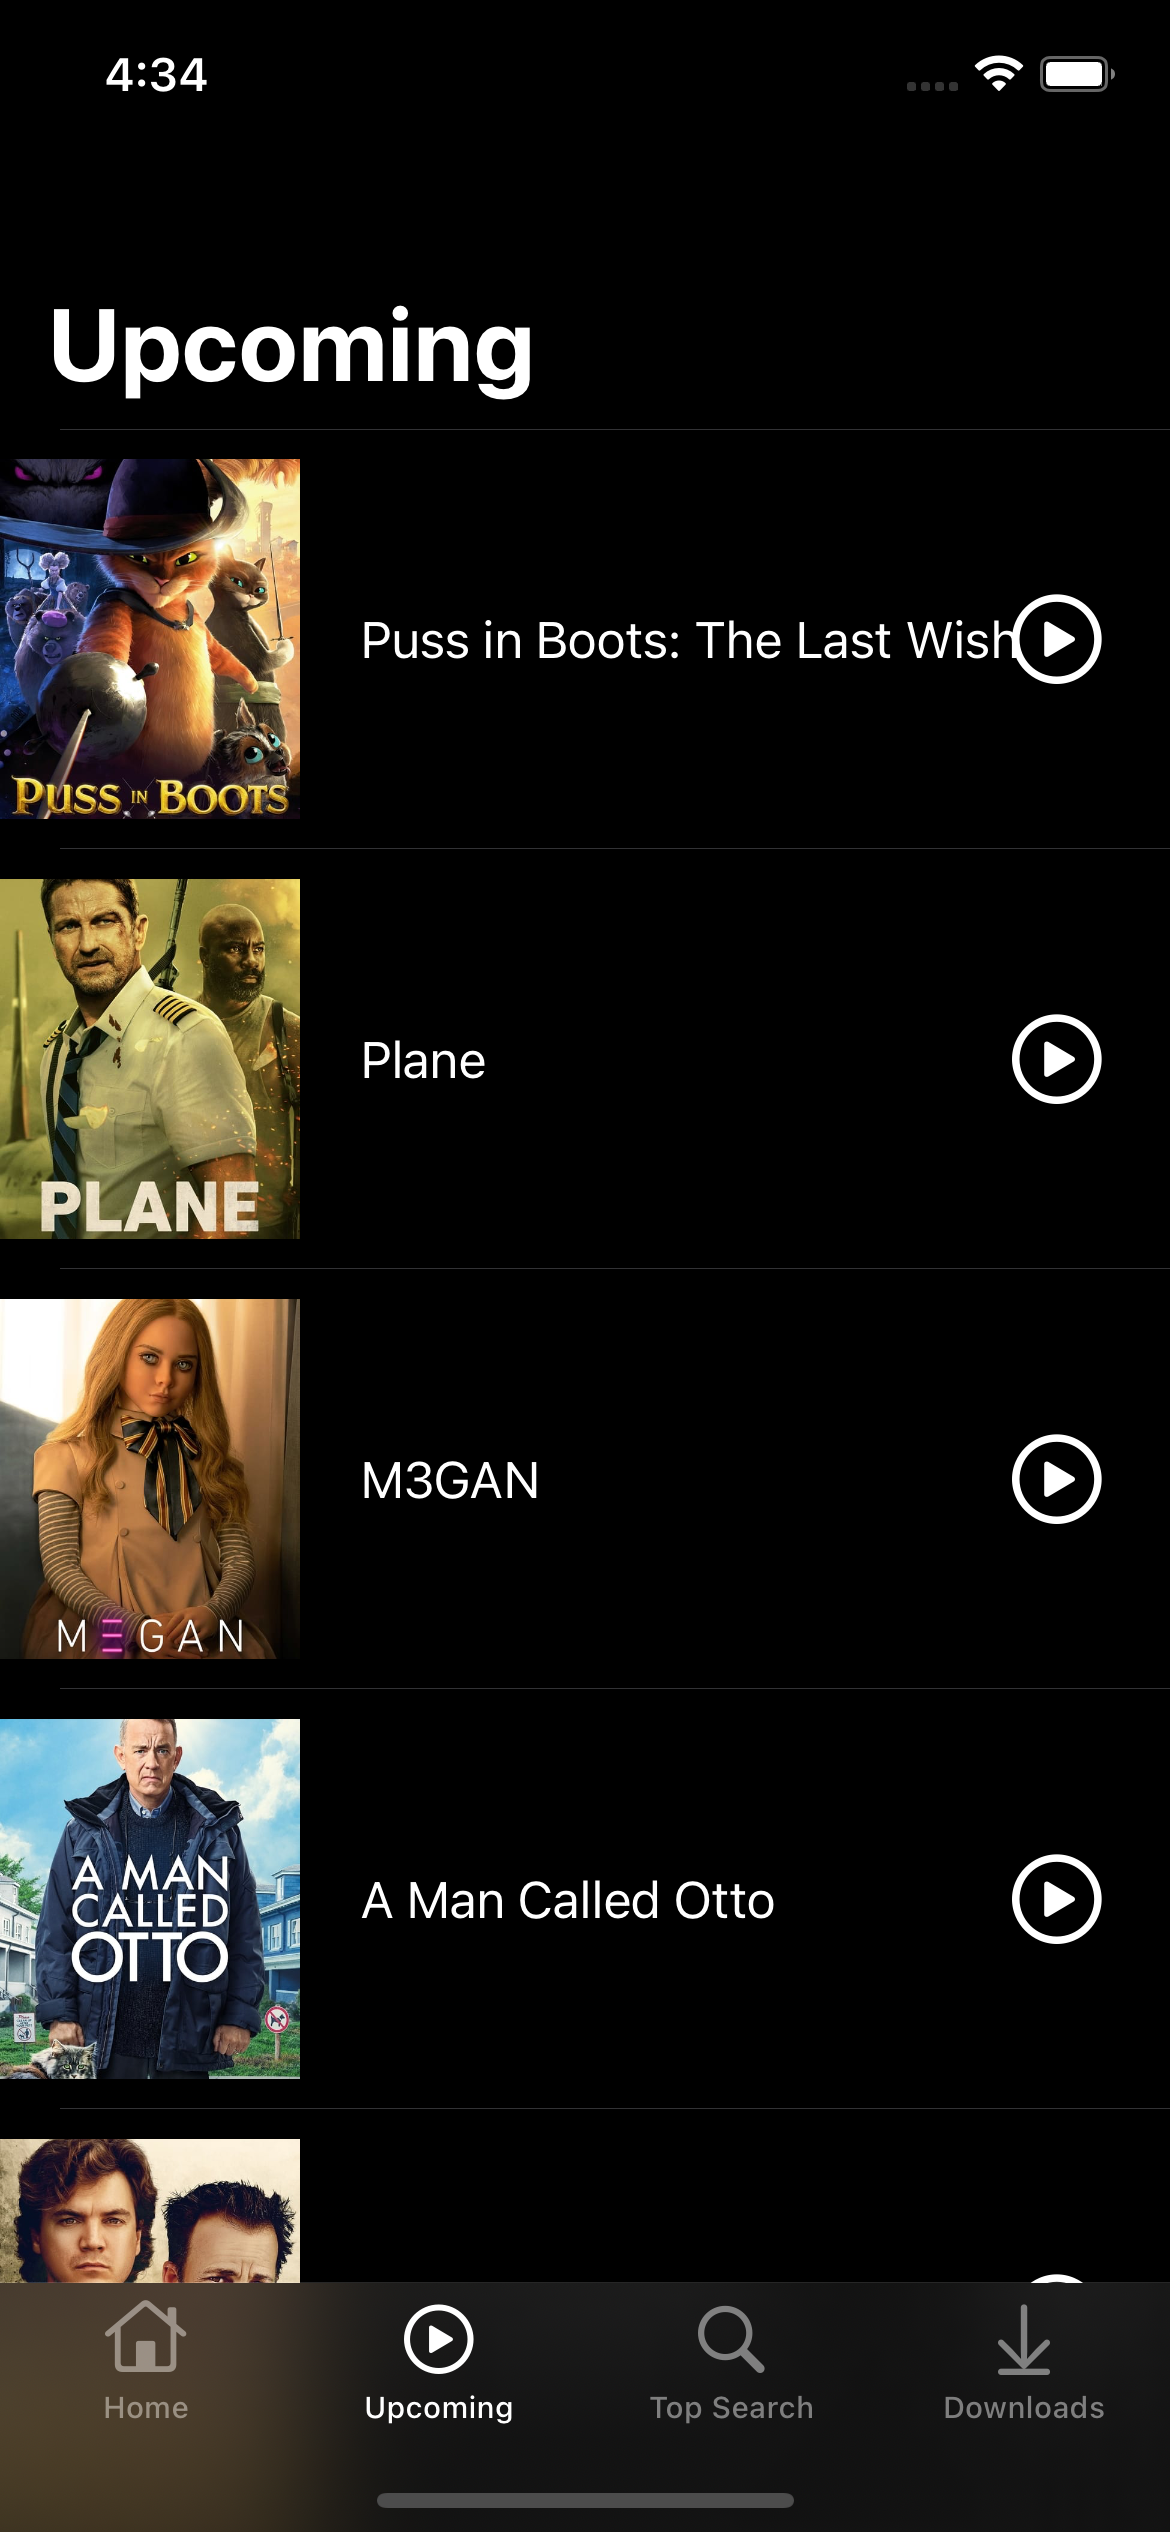 4:34
Upcoming
PUSS IN BOOTS
Puss in Boots: The Last Wish
PLANE
Plane
M3GAN
M3GAN
A MAN
CALLED
OTTO
A Man Called Otto
Home
Upcoming
Top Search
Downloads